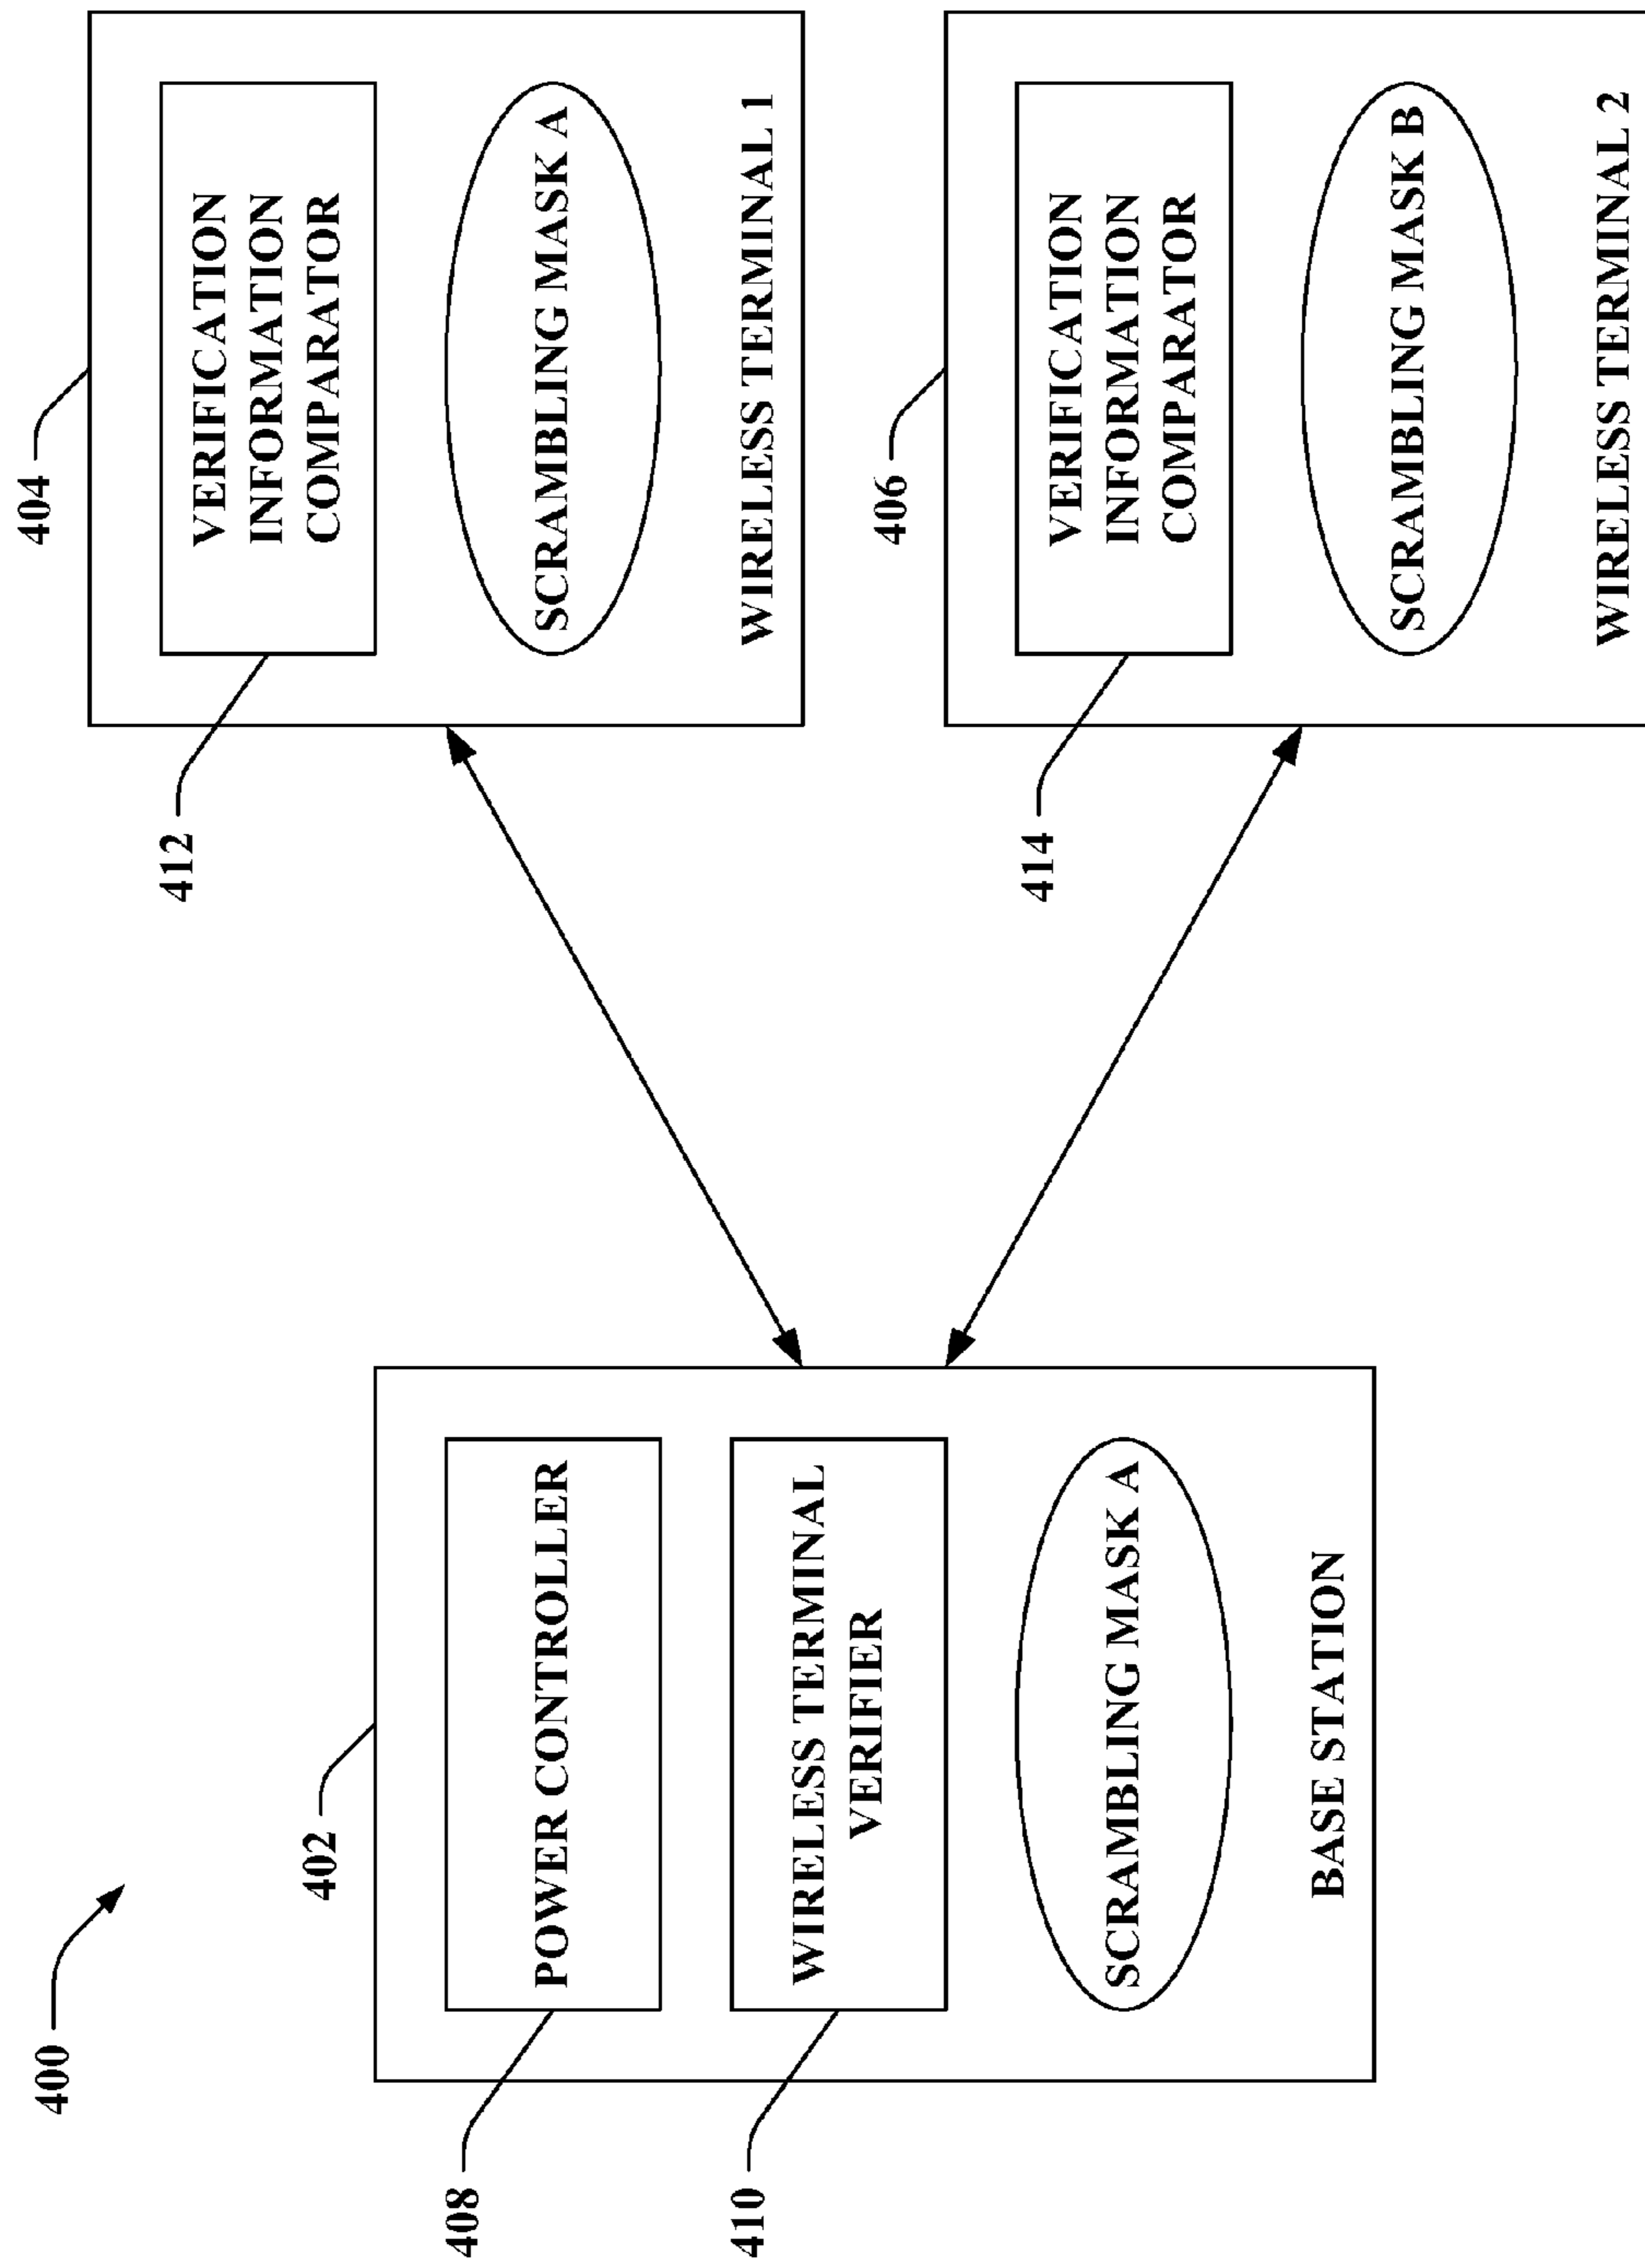 400
402
408
POWER CONTROLLER
410
WIRELESS TERMINAL
VERIFIER
SCRAMBLING MASK A
BASE STATION
404
412
VERIFICATION
INFORMATION
COMPARATOR
SCRAMBLING MASK A
WIRELESS TERMINAL 1
406
414
VERIFICATION
INFORMATION
COMPARATOR
SCRAMBLING MASK B
WIRELESS TERMINAL 2